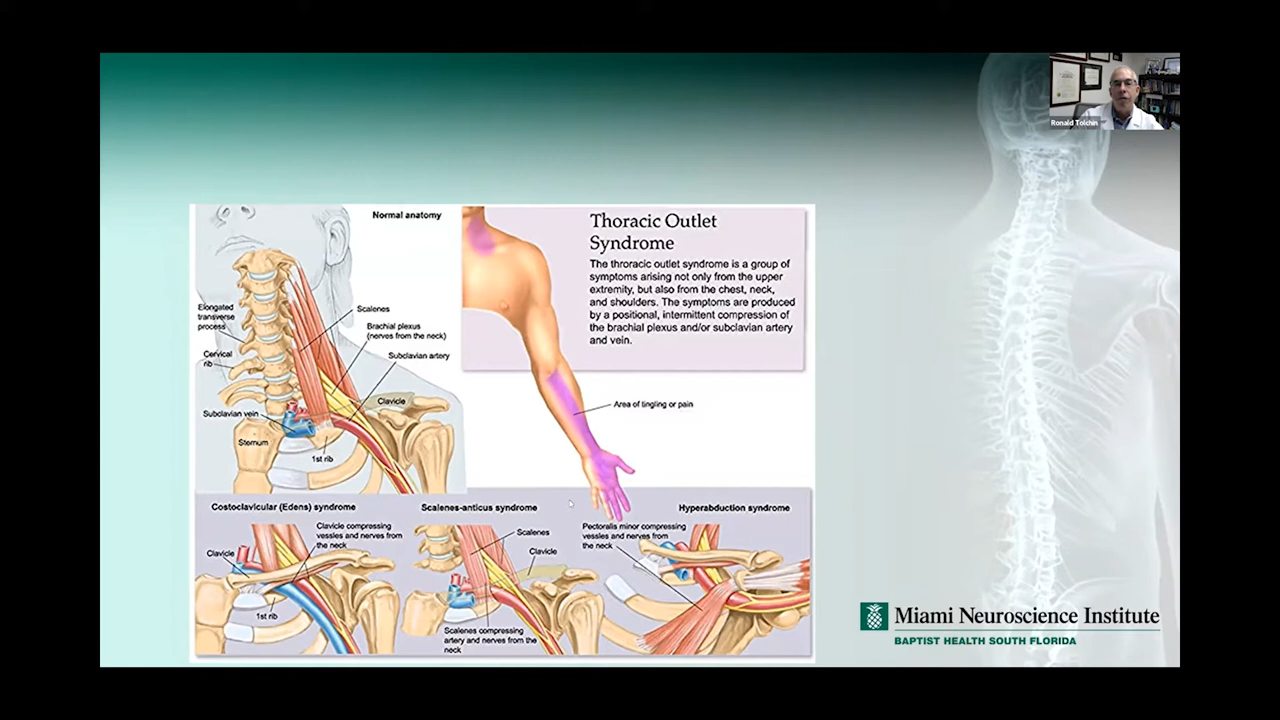 Ronald Tolchin
Normal anatomy
Elongated
transverse
process
Cervical
rib
Subclavian vein
Sternum
1st rib
Scalenes
Brachial plexus
(nerves from the neck)
Subclavian artery
Clavicle
Thoracic Outlet
Syndrome
The throracic outlet syndrome is a group of
symptoms arising not only from the upper
extremity, but also from the chest, neck,
and shoulders. The symptoms are produced
by a positional, intermittent compression of
the brachial plexus and/or subclavian artery
and vein.
Area of tingling or pain
Costoclavicular (Edens) syndrome
Clavicle compressing
vessles and nerves from
the neck
Clavicle
1st rib
Scalenes-anticus syndrome
Scalenes
Clavicle
Scalenes compressing
artery and nerves from the
neck
Hyperabduction syndrome
Pectoralis minor compressing
vessles and nerves from
the neck
Miami Neuroscience Institute
BAPTIST HEALTH SOUTH FLORIDA